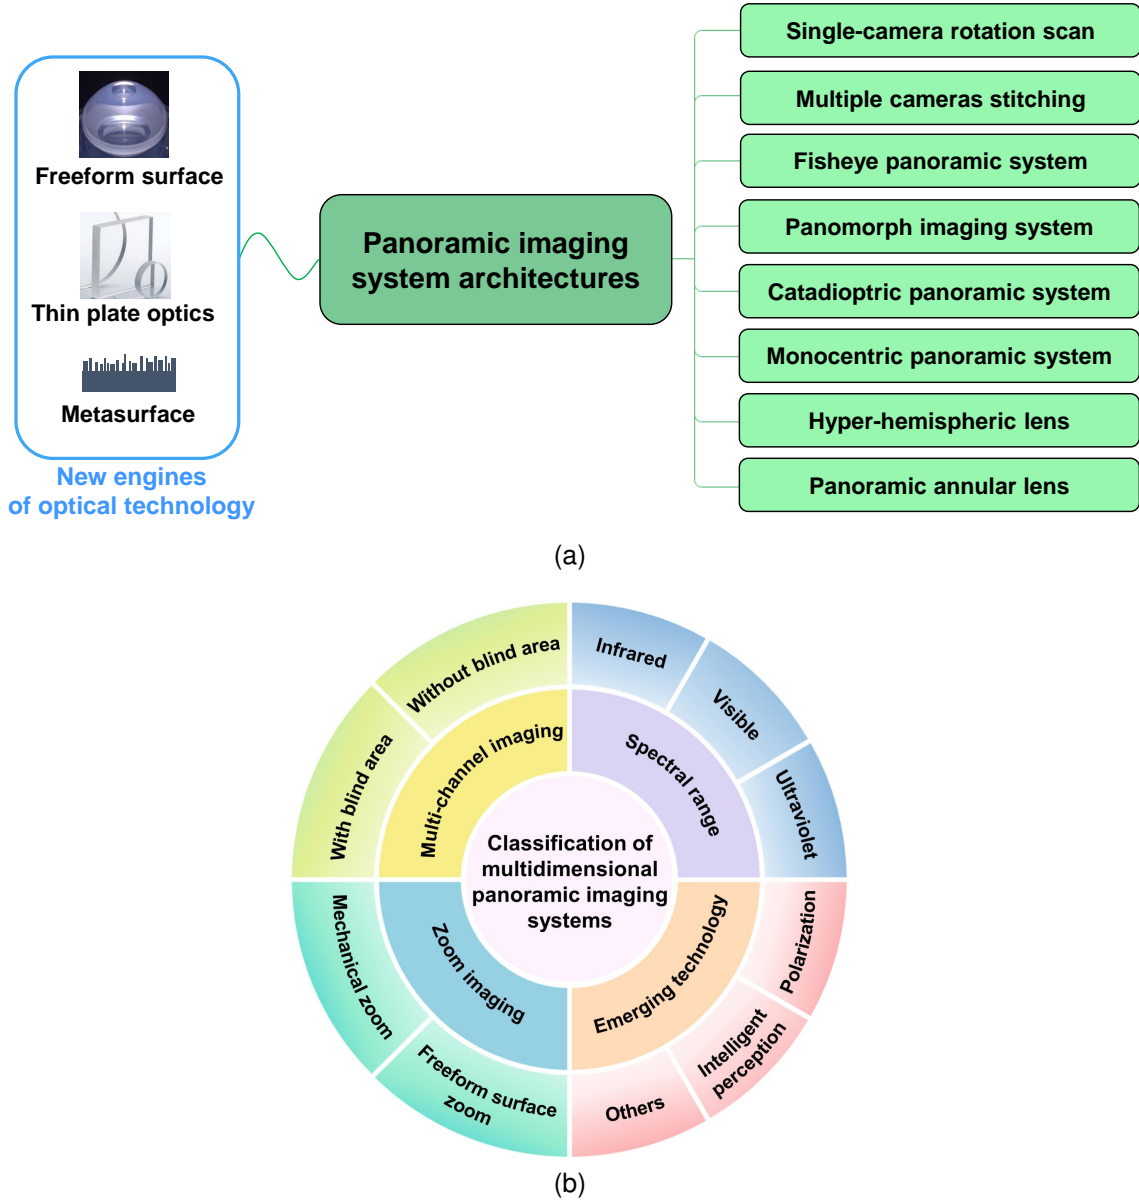 Freeform surface
Thin plate optics
Metasurface
New engines
of optical technology
Panoramic imaging
system architectures
Single-camera rotation scan
Multiple cameras stitching
Fisheye panoramic system
Panomorph imaging system
Catadioptric panoramic system
Monocentric panoramic system
Hyper-hemispheric lens
Panoramic annular lens
(a)
Classification of
multidimensional
panoramic imaging
systems
Multi-channel imaging
With blind area
Without blind area
Spectral range
Infrared
Visible
Ultraviolet
Emerging technology
Polarization
Intelligent
perception
Others
Zoom imaging
Freeform surface
zoom
Mechanical zoom
(b)